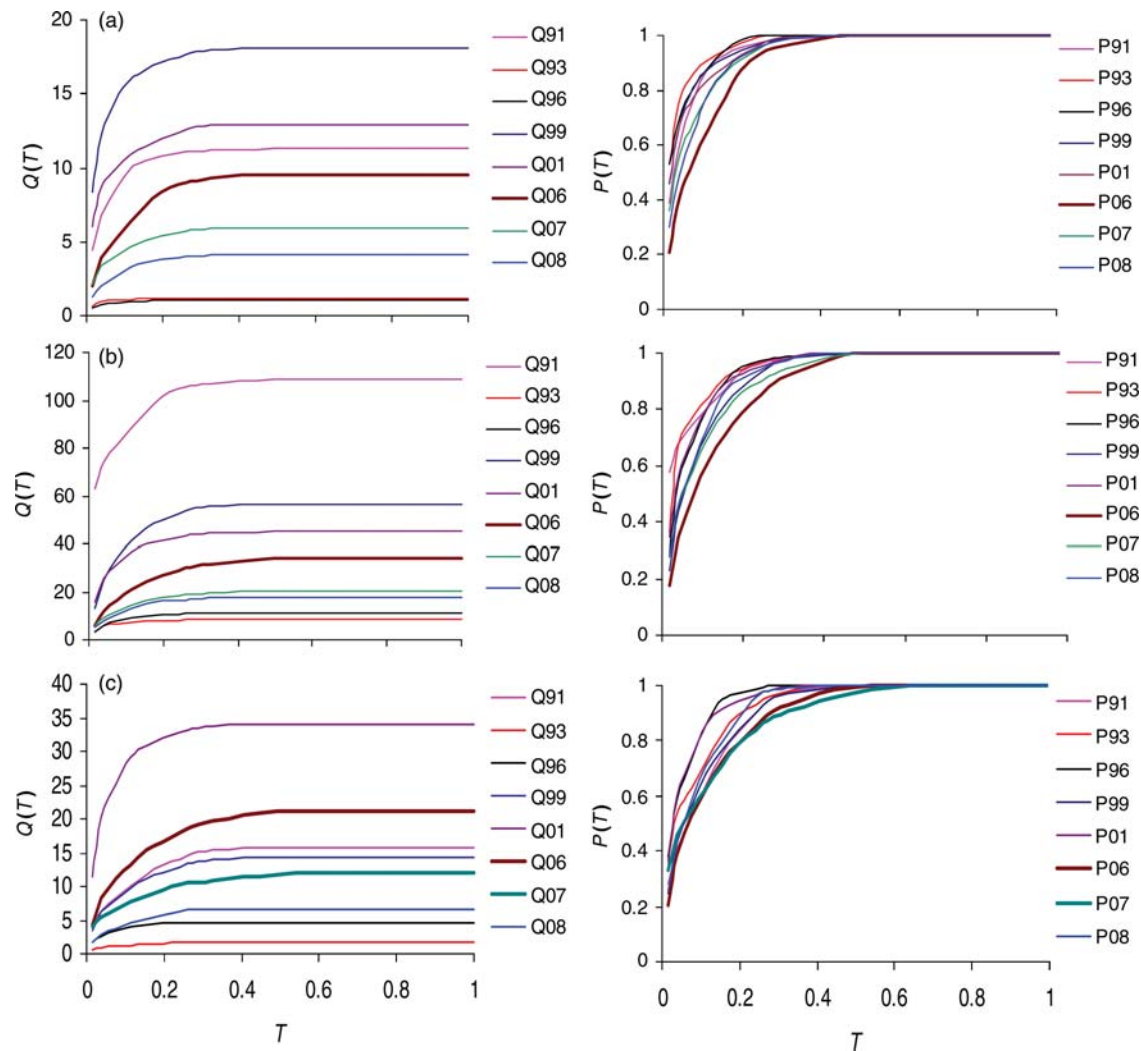 (a)
20
15
10
5
0
Q(T)
Q91
Q93
Q96
Q99
Q01
Q06
Q07
Q08
1
0.8
0.6
0.4
0.2
0
P(T)
P91
P93
P96
P99
P01
P06
P07
P08
(b)
120
100
80
60
40
20
0
Q(T)
Q91
Q93
Q96
Q99
Q01
Q06
Q07
Q08
1
0.8
0.6
0.4
0.2
0
P(T)
P91
P93
P96
P99
P01
P06
P07
P08
(c)
40
35
30
25
20
15
10
5
0
Q(T)
0 0.2 0.4 0.6 0.8 1
T
Q91
Q93
Q96
Q99
Q01
Q06
Q07
Q08
1
0.8
0.6
0.4
0.2
0
P(T)
0 0.2 0.4 0.6 0.8 1
T
P91
P93
P96
P99
P01
P06
P07
P08